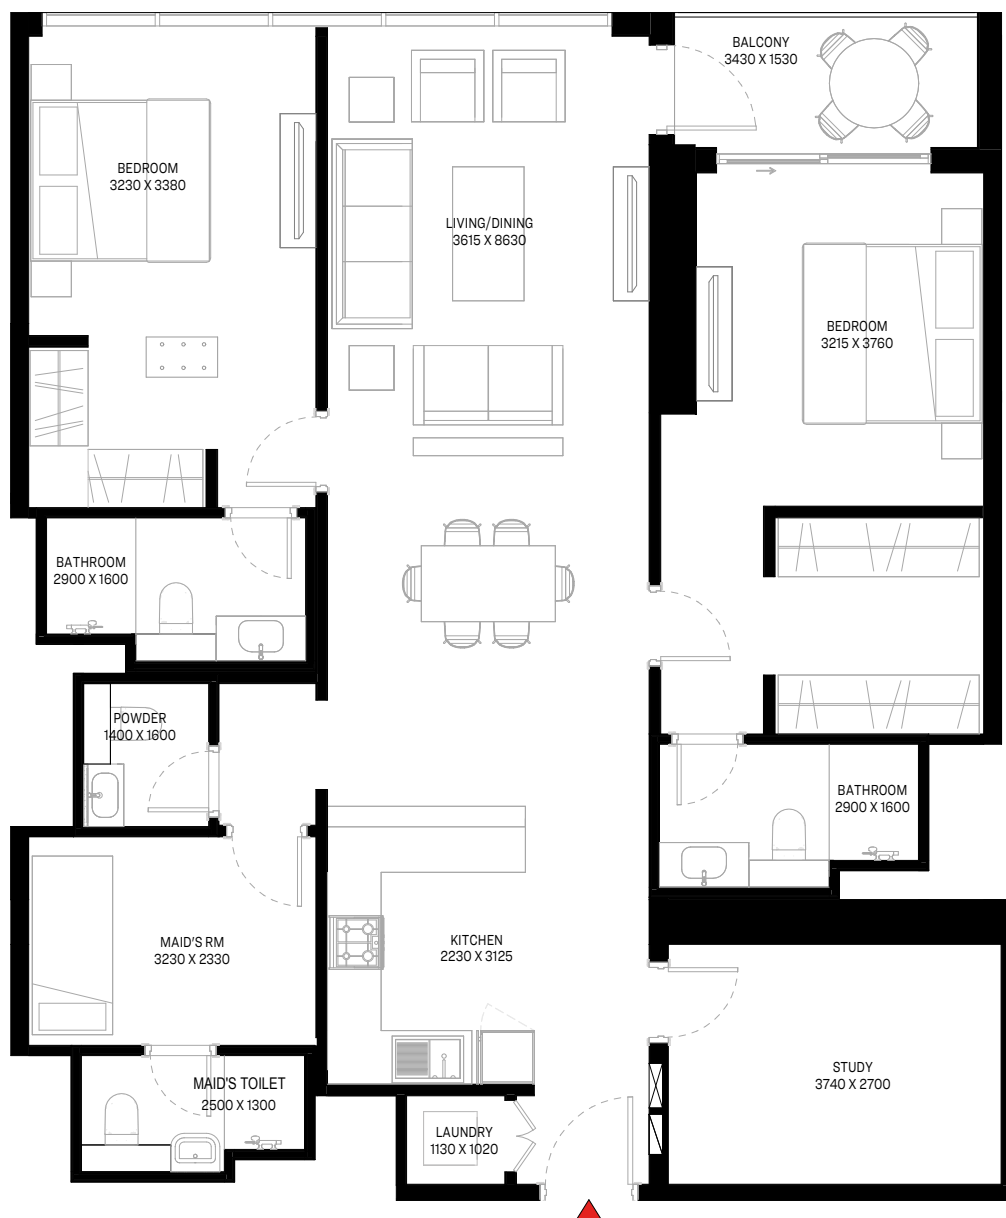 BALCONY
3430 X 1530
BEDROOM
3230 X 3380
LIVING/DINING
3615 X 8630
BEDROOM
3215 X 3760
BATHROOM
2900 X 1600
POWDER
1400 X 1600
BATHROOM
2900 X 1600
MAID'S RM
3230 X 2330
KITCHEN
2230 X 3125
STUDY
3740 X 2700
MAID'S TOILET
2500 X 1300
LAUNDRY
1130 X 1020